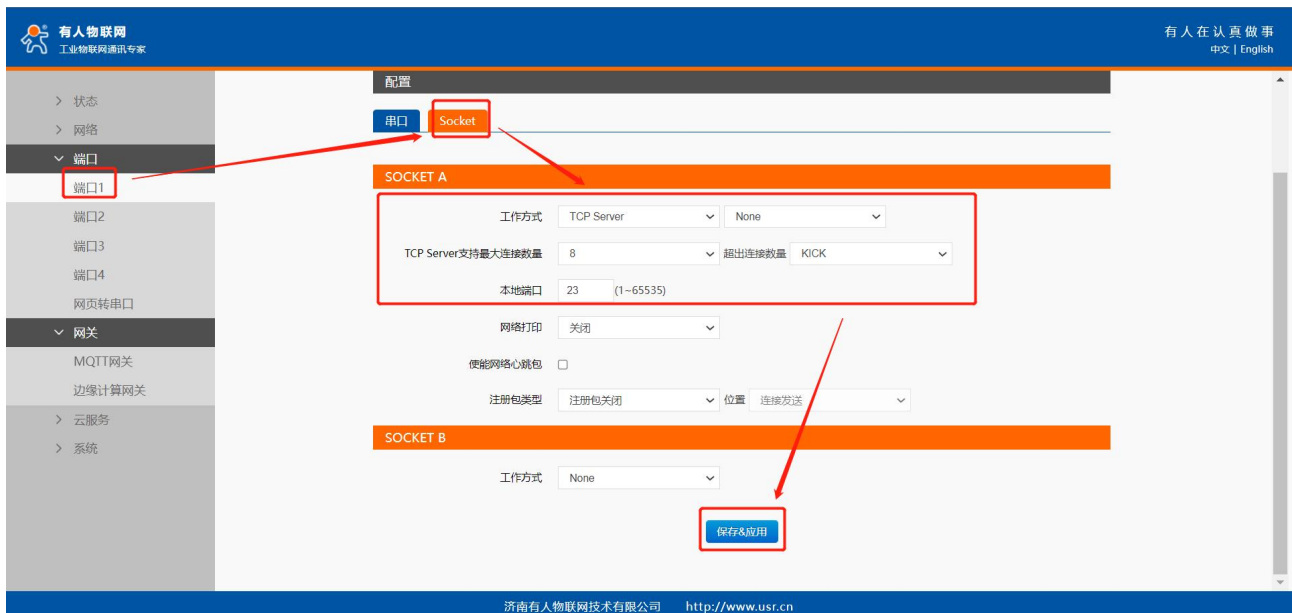 有人物联网
工业物联网通讯专家
有人在认真做事
中文 | English
状态
网络
端口
端口1
端口2
端口3
端口4
网页转串口
网关
MQTT网关
边缘计算网关
云服务
系统
配置
串口 Socket
SOCKET A
工作方式 TCP Server None
TCP Server支持最大连接数量 8 超出连接数量 KICK
本地端口 23 (1~65535)
网络打印 关闭
使能网络心跳包
注册包类型 注册包关闭 位置 连接发送
SOCKET B
工作方式 None
保存&应用
济南有人物联网技术有限公司 http://www.usr.cn